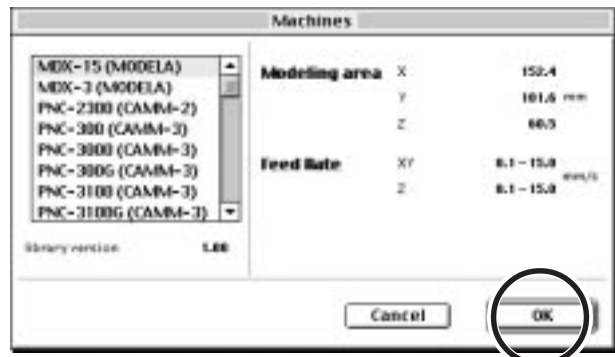 Machines
MDX-15 (MODELA)
MDX-3 (MODELA)
PNC-2300 (CAMM-2)
PNC-300 (CAMM-3)
PNC-3000 (CAMM-3)
PNC-300G (CAMM-3)
PNC-3100 (CAMM-3)
PNC-3100G (CAMM-3)
library version 1.00
Modeling area X 152.4
Y 101.6 mm
Z 60.5
Feed Rate XY 0.1 - 15.0
mm/s
Z 0.1 - 15.0
Cancel OK